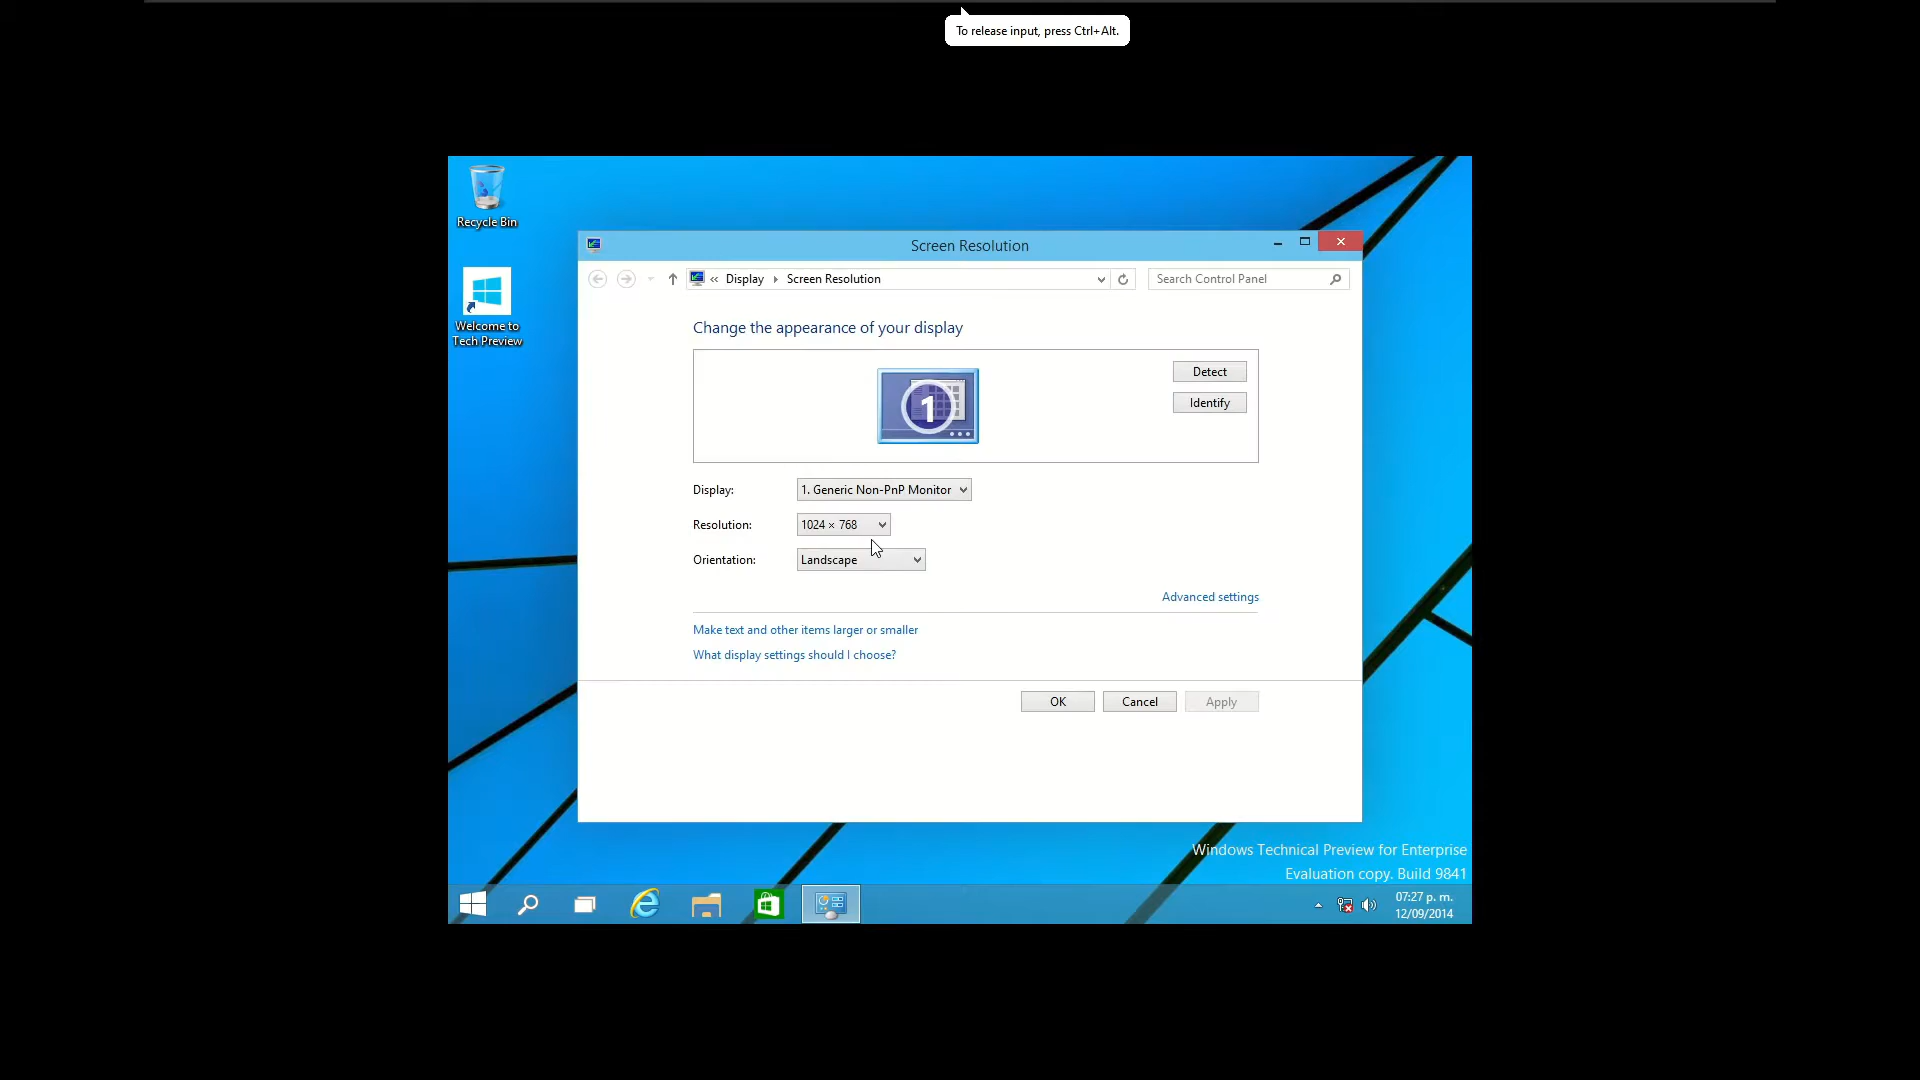 To release input, press Ctrl+Alt.
Recycle Bin
Welcome to
Tech Preview
Screen Resolution
« Display Screen Resolution
Search Control Panel
Change the appearance of your display
1
Detect
Identify
Display: 1. Generic Non-PnP Monitor
Resolution: 1024 × 768
Orientation: Landscape
Advanced settings
Make text and other items larger or smaller
What display settings should I choose?
OK Cancel Apply
Windows Technical Preview for Enterprise
Evaluation copy. Build 9841
07:27 p. m.
12/09/2014